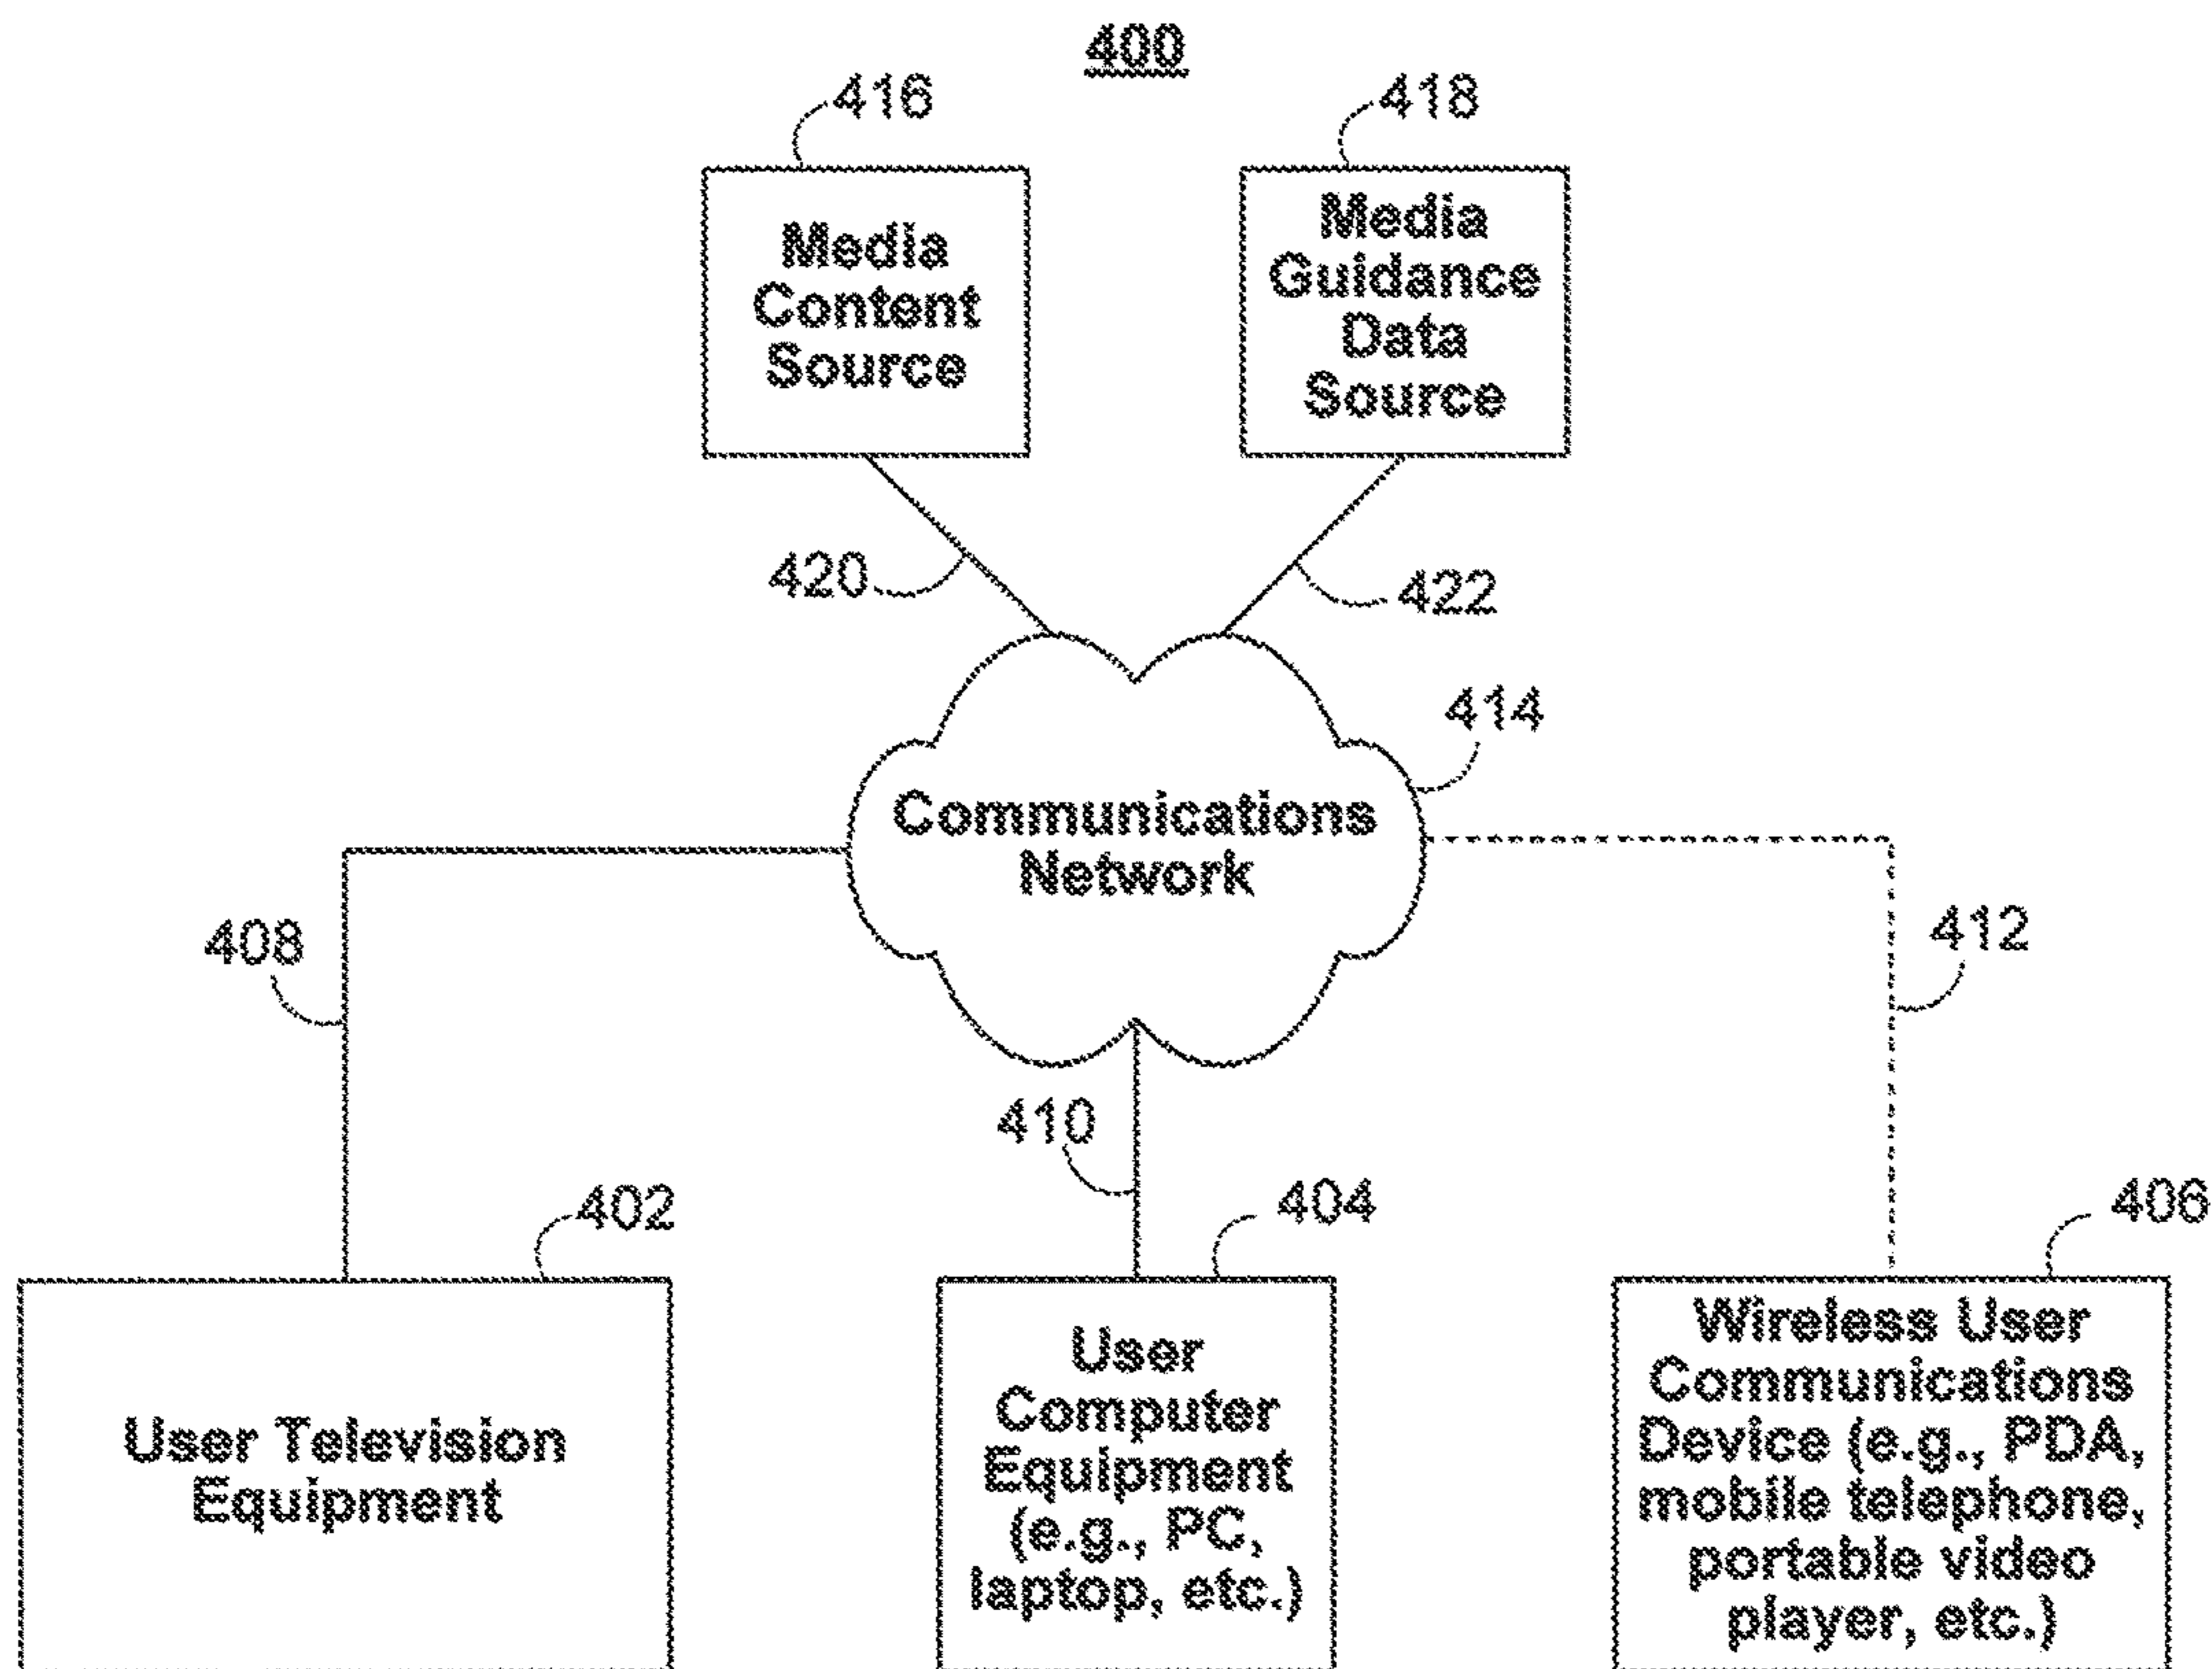 400
416
418
Media
Content
Source
Media
Guidance
Data
Source
420
422
414
Communications
Network
408
412
410
402
404
406
User Television
Equipment
User
Computer
Equipment
(e.g., PC,
laptop, etc.)
Wireless User
Communications
Device (e.g., PDA,
mobile telephone,
portable video
player, etc.)